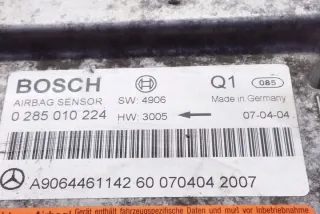 BOSCH
Q1 085
AIRBAG SENSOR SW: 4906 Made in Germany
0 285 010 224 HW: 3005 07-04-04
A9064461142 60 070404 2007
Gerät enthält fahrzeugspezifische Daten und muß vor Inbetriebnahme